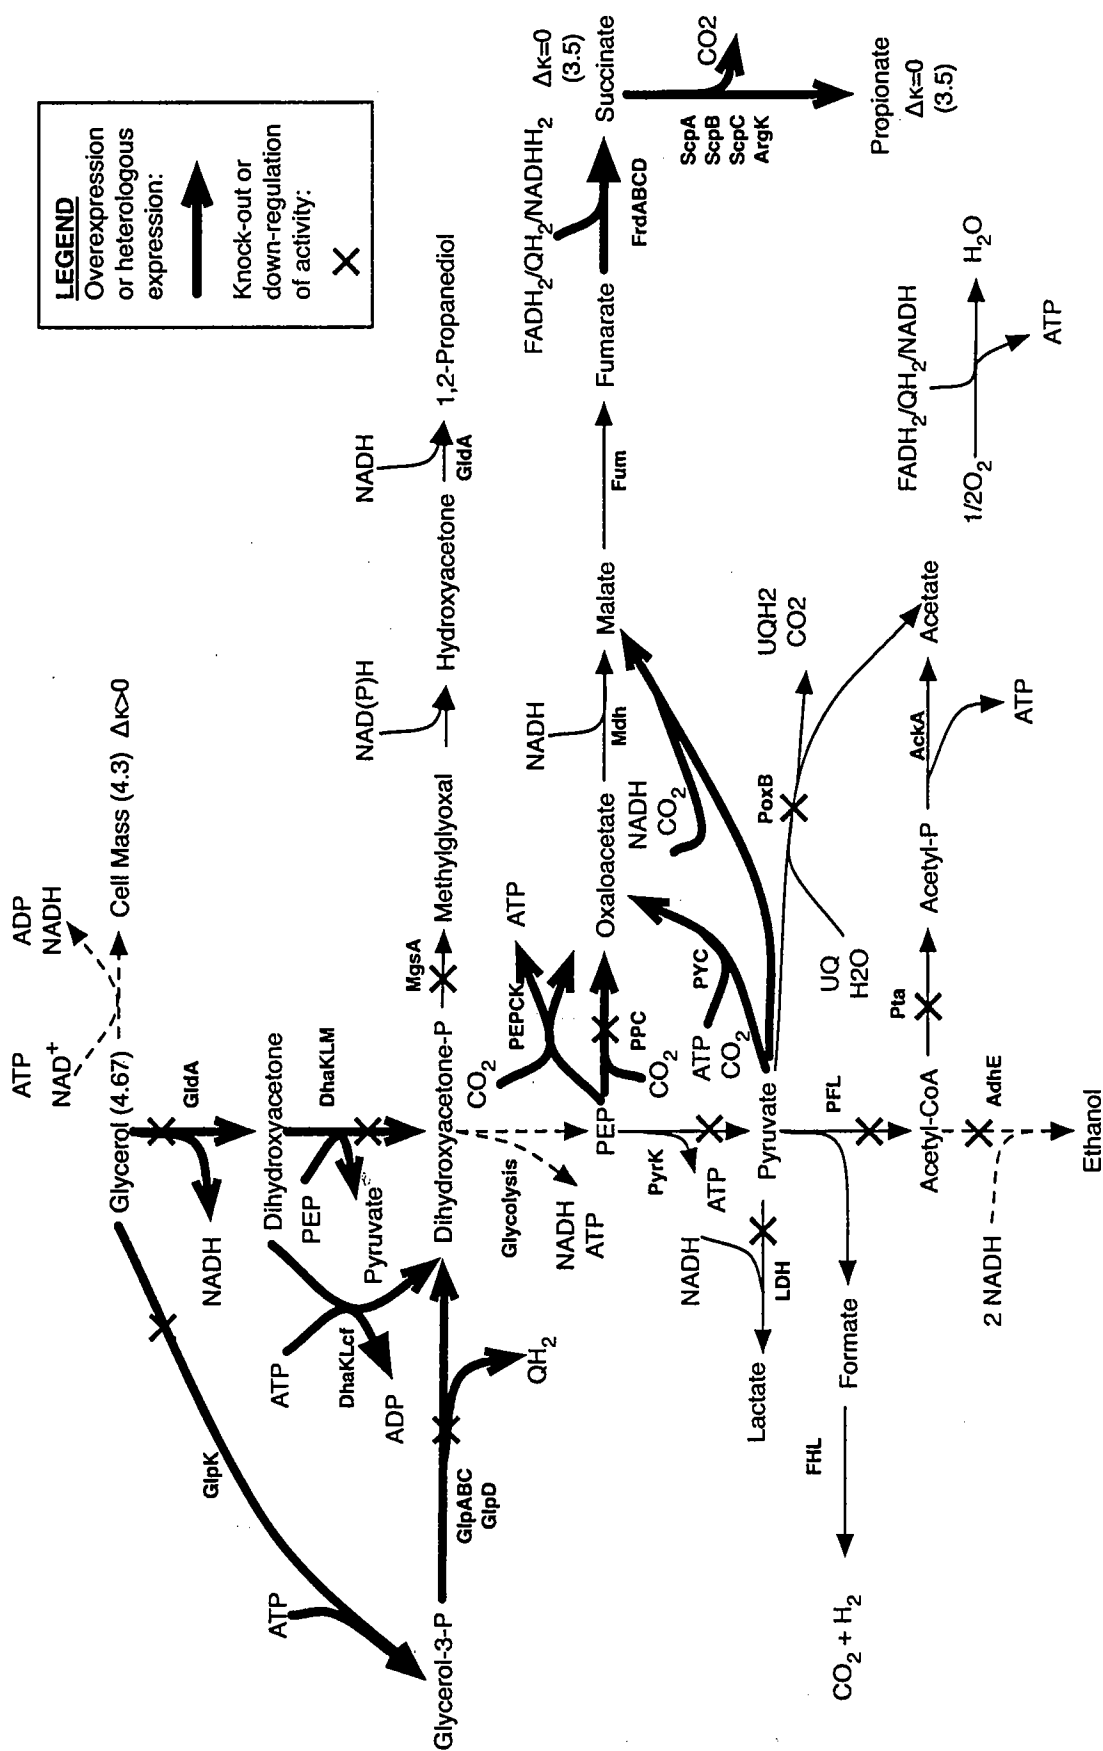 LEGEND
Overexpression
or heterologous
expression:
Knock-out or
down-regulation
of activity:
ATP
NAD+
ADP
NADH
Glycerol (4.67)
Cell Mass (4.3) Δκ>0
GldA
NADH
GlpK
ATP
Dihydroxyacetone
DhaKLM
PEP
Pyruvate
ATP
DhaKLcf
ADP
Glycerol-3-P
GlpABC
GlpD
QH2
Dihydroxyacetone-P
MgsA
Methylglyoxal
NAD(P)H
Hydroxyacetone
NADH
GldA
1,2-Propanediol
Glycolysis
NADH
ATP
CO2
PEPCK
ATP
PEP
PPC
CO2
Oxaloacetate
NADH
Mdh
Malate
Fum
Fumarate
FADH2/QH2/NADHH2
FrdABCD
Succinate
Δκ=0
(3.5)
ScpA
ScpB
ScpC
ArgK
CO2
Propionate
Δκ=0
(3.5)
PyrK
ATP
ATP
CO2
PYC
NADH
CO2
Pyruvate
NADH
LDH
Lactate
UQ
H2O
PoxB
UQH2
CO2
PFL
Formate
FHL
CO2 + H2
Acetyl-CoA
Pta
Acetyl-P
AckA
ATP
Acetate
AdhE
2 NADH
Ethanol
FADH2/QH2/NADH
1/2O2
H2O
ATP